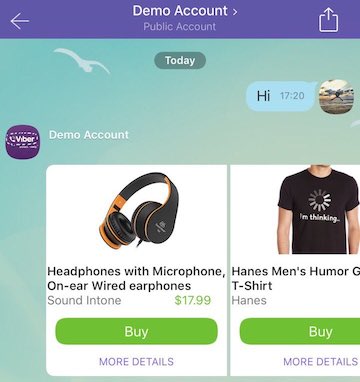 Demo Account >
Public Account
Today
Hi 17:20
Viber
Demo Account
I'm thinking..
Headphones with Microphone,
On-ear Wired earphones
Sound Intone $17.99
Buy
MORE DETAILS
Hanes Men's Humor G
T-Shirt
Hanes
Buy
MORE DETAILS